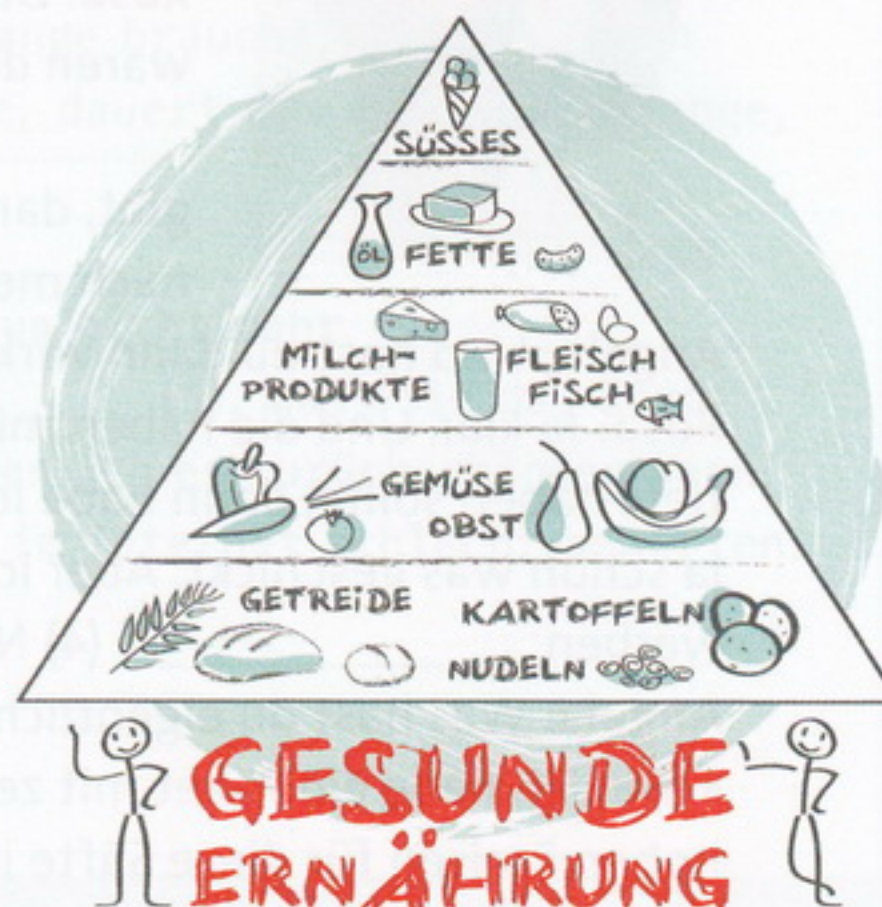 SÜSSES
ÖL FETTE
MiLCH-
PRODUKTE
FLEiSCH
FiSCH
GEMÜSE
OBST
GETREiDE
KARTOFFELN
NUDELN
GESUNDE
ERNÄHRUNG